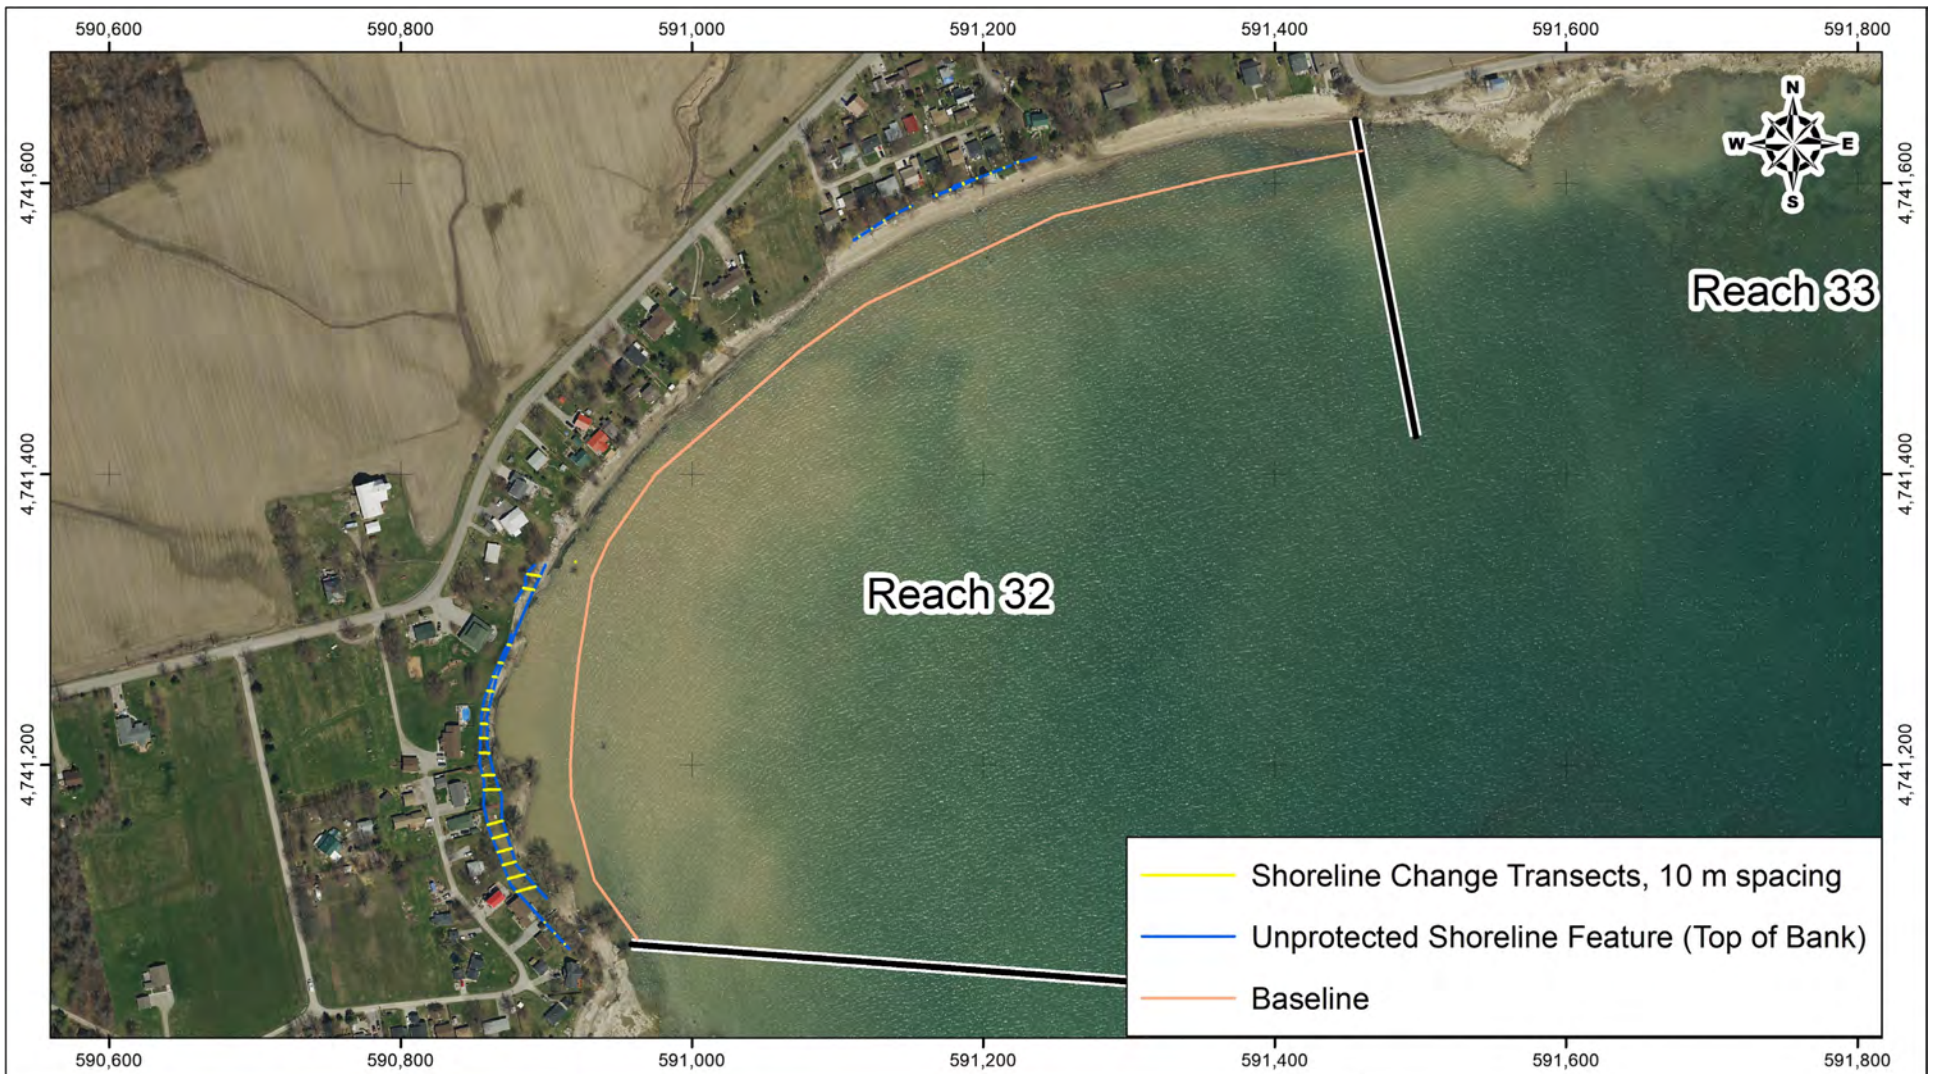 590,600 590,800 591,000 591,200 591,400 591,600 591,800
N
W E
S
4,741,600 4,741,600
Reach 33
4,741,400 4,741,400
Reach 32
4,741,200 4,741,200
Shoreline Change Transects, 10 m spacing
Unprotected Shoreline Feature (Top of Bank)
Baseline
590,600 590,800 591,000 591,200 591,400 591,600 591,800